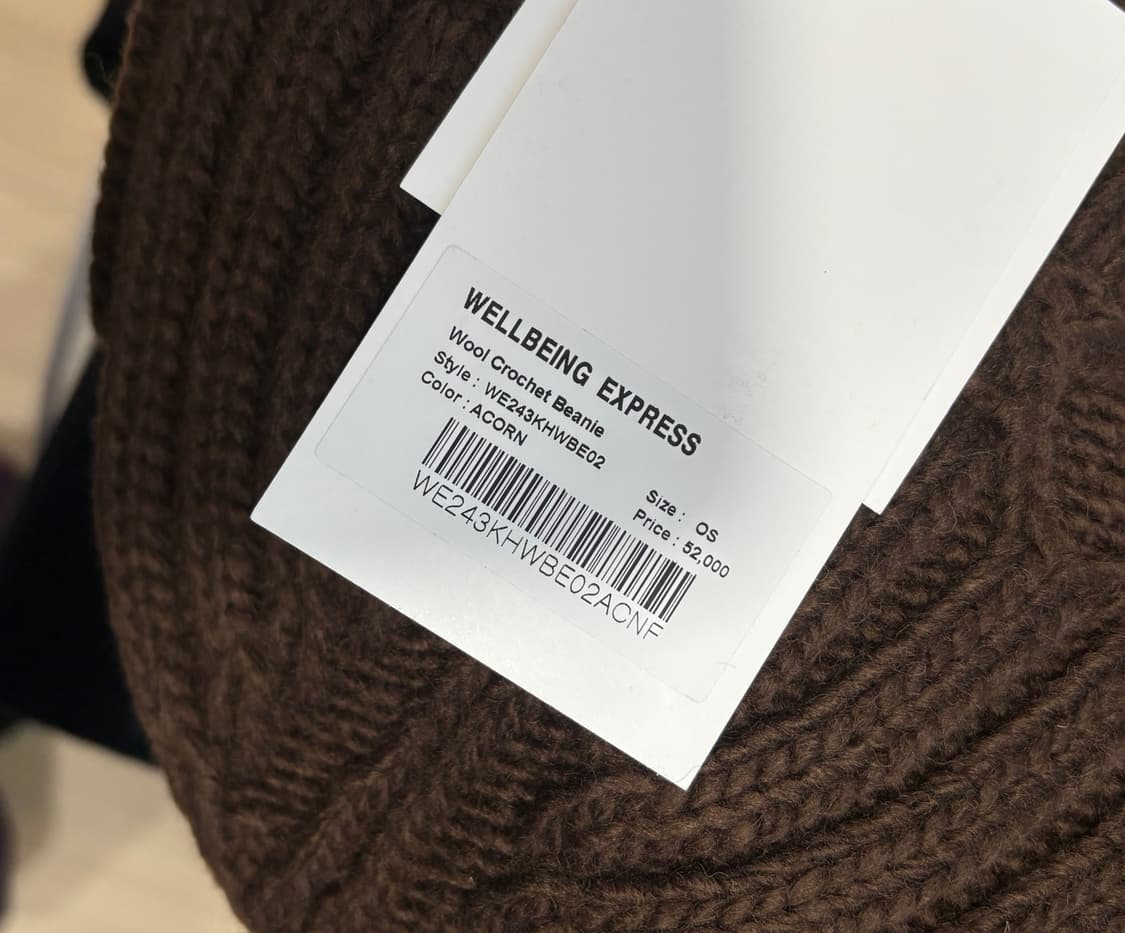 WELLBEING EXPRESS
Wool Crochet Beanie
Style : WE243KHWBE02
Color : ACORN
Size : OS
Price : 52,000
WE243KHWBE02ACNF